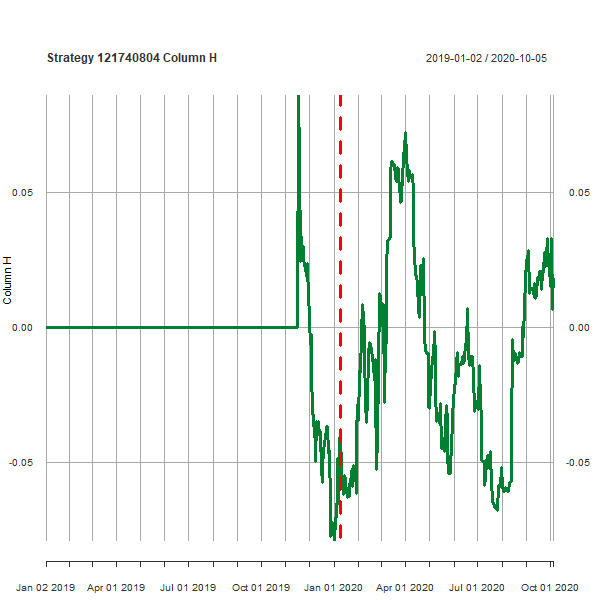 Strategy 121740804 Column H
2019-01-02 / 2020-10-05
0.05 0.05
Column H
0.00 0.00
-0.05 -0.05
Jan 02 2019 Apr 01 2019 Jul 01 2019 Oct 01 2019 Jan 01 2020 Apr 01 2020 Jul 01 2020 Oct 01 2020